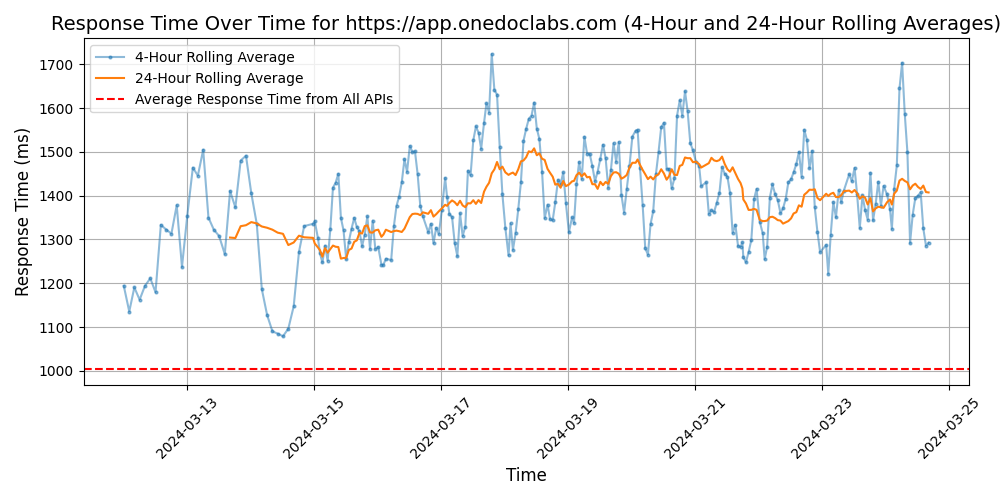 Response Time Over Time for https://app.onedoclabs.com (4-Hour and 24-Hour Rolling Averages)
4-Hour Rolling Average
24-Hour Rolling Average
Average Response Time from All APIs
Response Time (ms)
1700
1600
1500
1400
1300
1200
1100
1000
2024-03-13
2024-03-15
2024-03-17
2024-03-19
2024-03-21
2024-03-23
2024-03-25
Time